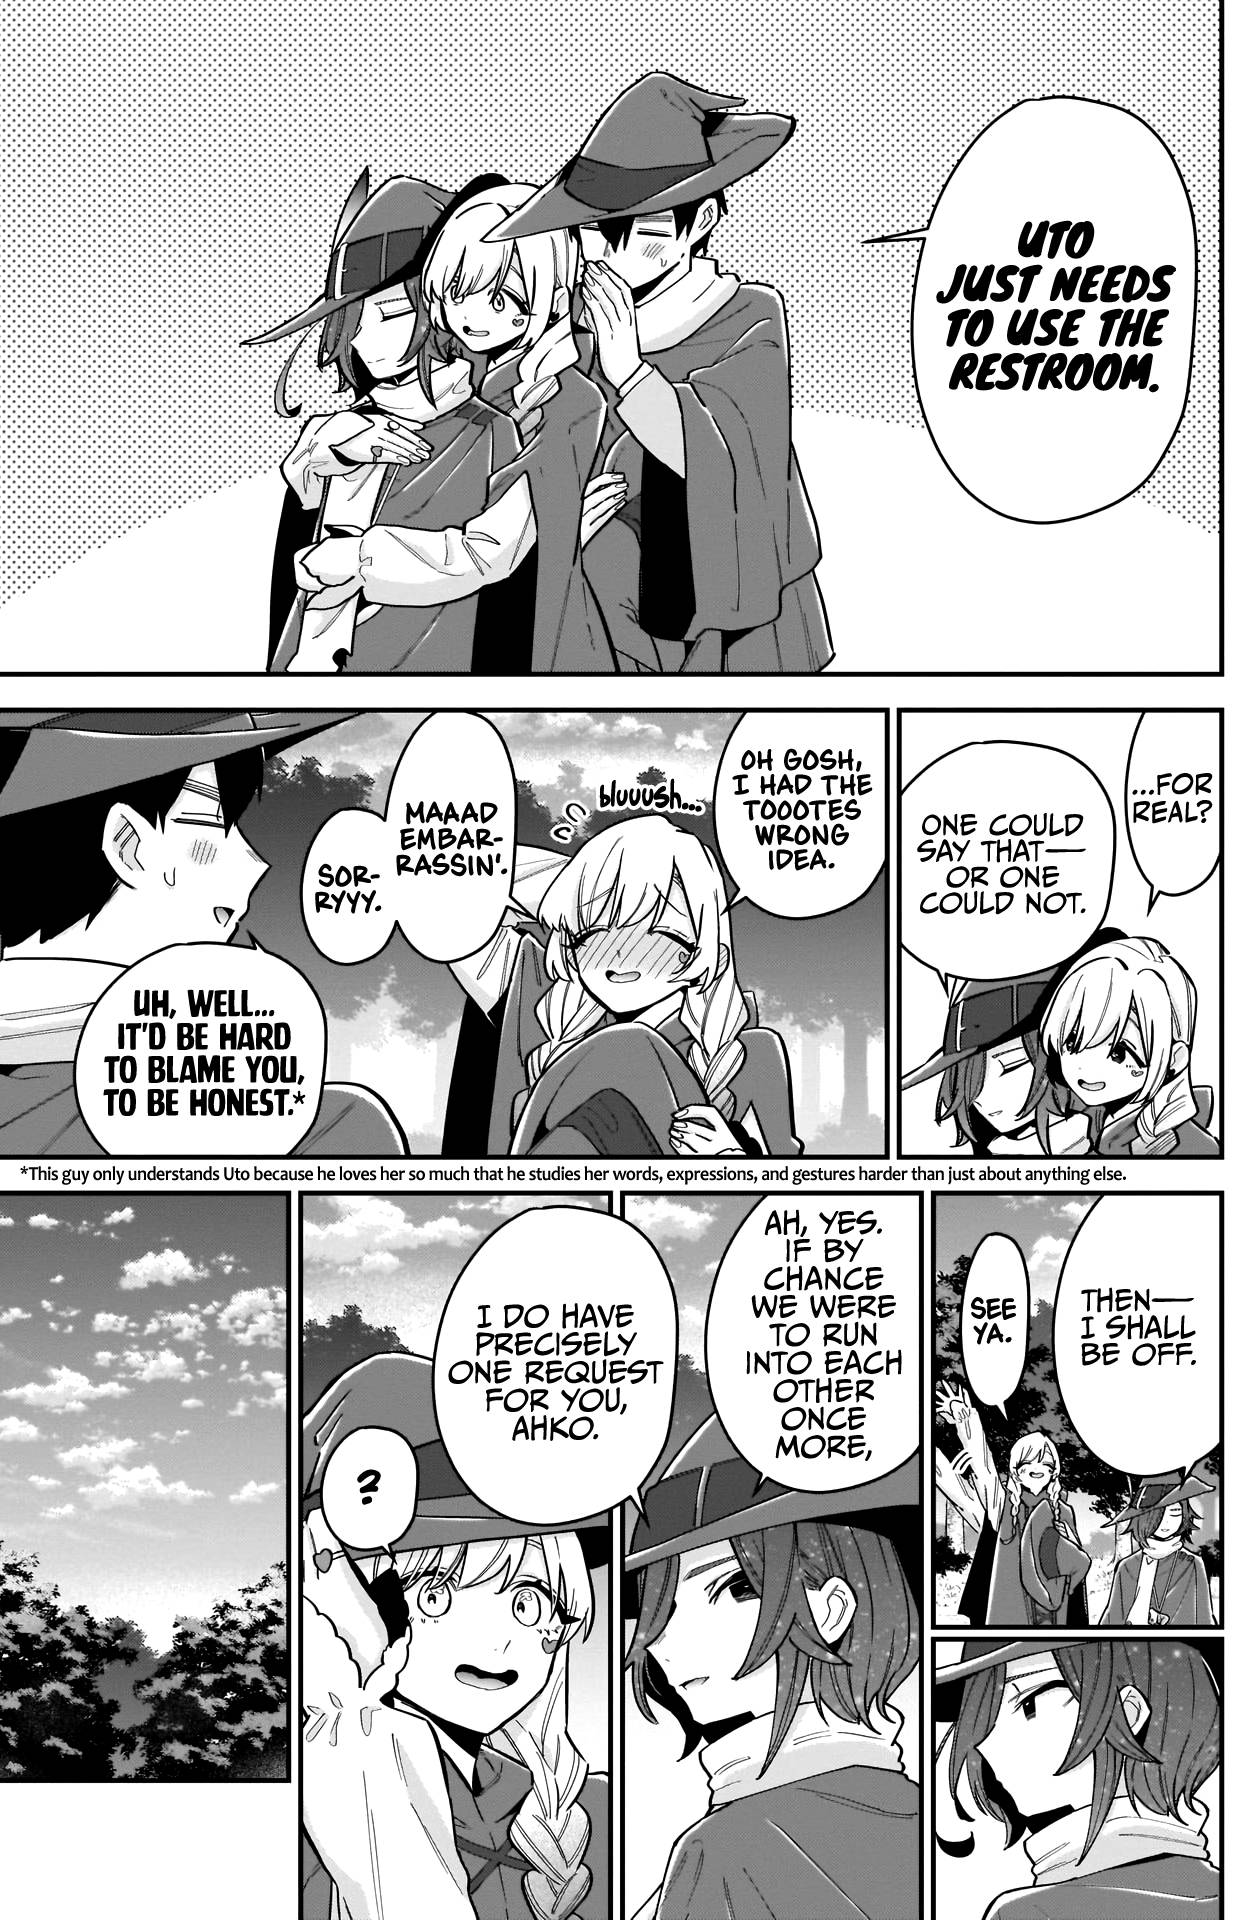 UTO
JUST NEEDS
TO USE THE
RESTROOM.
...FOR
REAL?
ONE COULD
SAY THAT—
OR ONE
COULD NOT.
OH GOSH,
I HAD THE
TOOOTES
WRONG
IDEA.
bluuush...
MAAAD
EMBAR-
RASSIN'.
SOR-
RYYY.
UH, WELL...
IT'D BE HARD
TO BLAME YOU,
TO BE HONEST.*
*This guy only understands Uto because he loves her so much that he studies her words, expressions, and gestures harder than just about anything else.
THEN—
I SHALL
BE OFF.
SEE
YA.
AH, YES.
IF BY
CHANCE
WE WERE
TO RUN
INTO EACH
OTHER
ONCE
MORE,
I DO HAVE
PRECISELY
ONE REQUEST
FOR YOU,
AHKO.
?